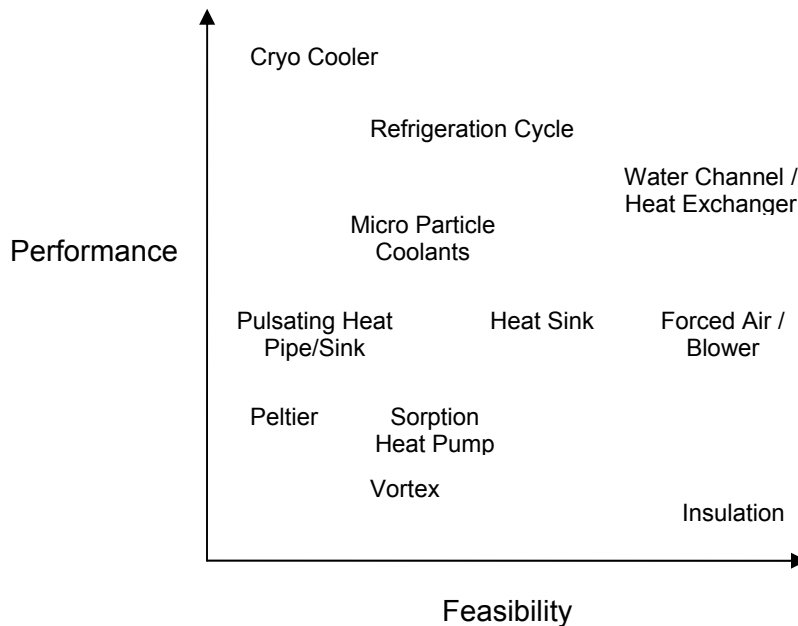 Cryo Cooler
Refrigeration Cycle
Water Channel /
Heat Exchanger
Micro Particle
Coolants
Performance
Pulsating Heat
Pipe/Sink
Heat Sink
Forced Air /
Blower
Peltier
Sorption
Heat Pump
Vortex
Insulation
Feasibility